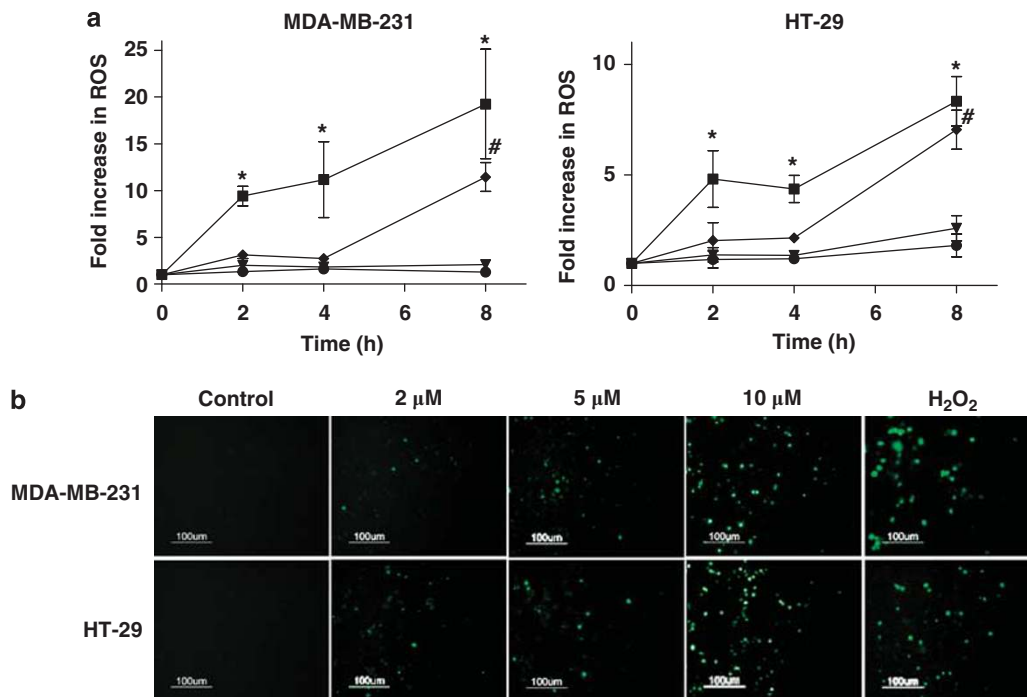 a
MDA-MB-231
Fold increase in ROS
25
20
15
10
5
1
0
* * * #
0 2 4 6 8
Time (h)
HT-29
Fold increase in ROS
10
5
0
* * * #
0 2 4 6 8
Time (h)
b
Control 2 μM 5 μM 10 μM H₂O₂
MDA-MB-231
100um 100um 100um 100um 100um
HT-29
100um 100um 100um 100um 100um